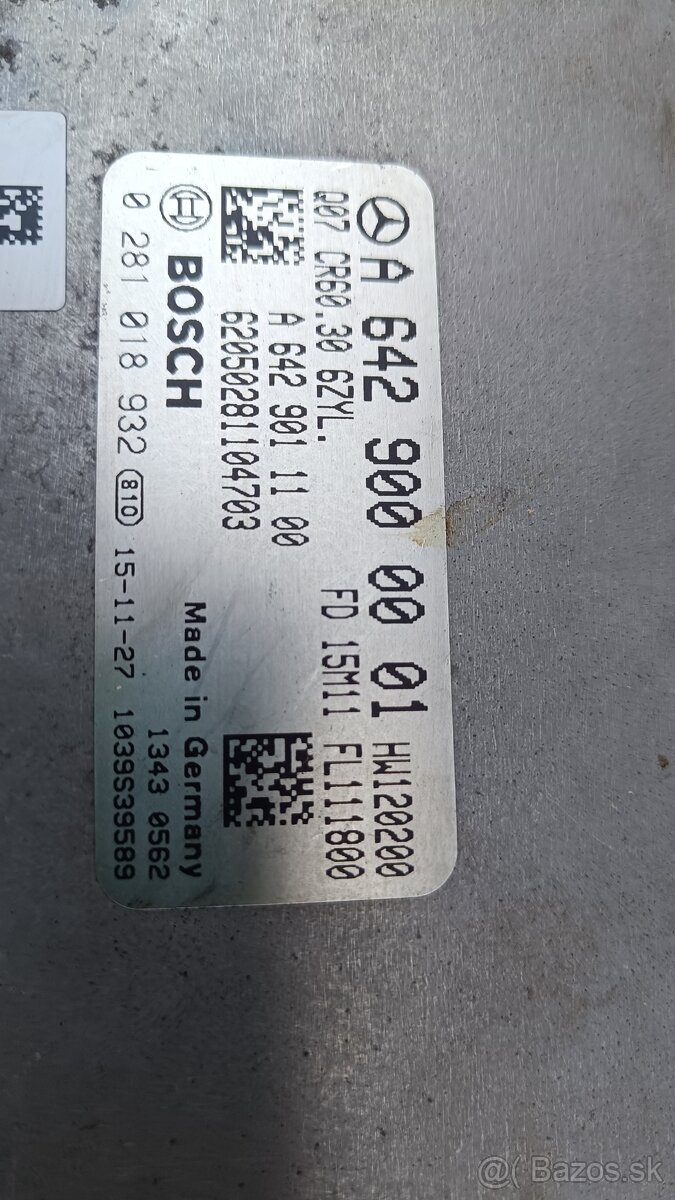 A 642 900 00 01 HW120200
Q07 CR60.30 6ZYL. FD 15M11 FL111800
A 642 901 11 00
62050281104703
BOSCH Made in Germany
1343 0562
0 281 018 932 810 15-11-27 1039S39589
@( Bazos.sk